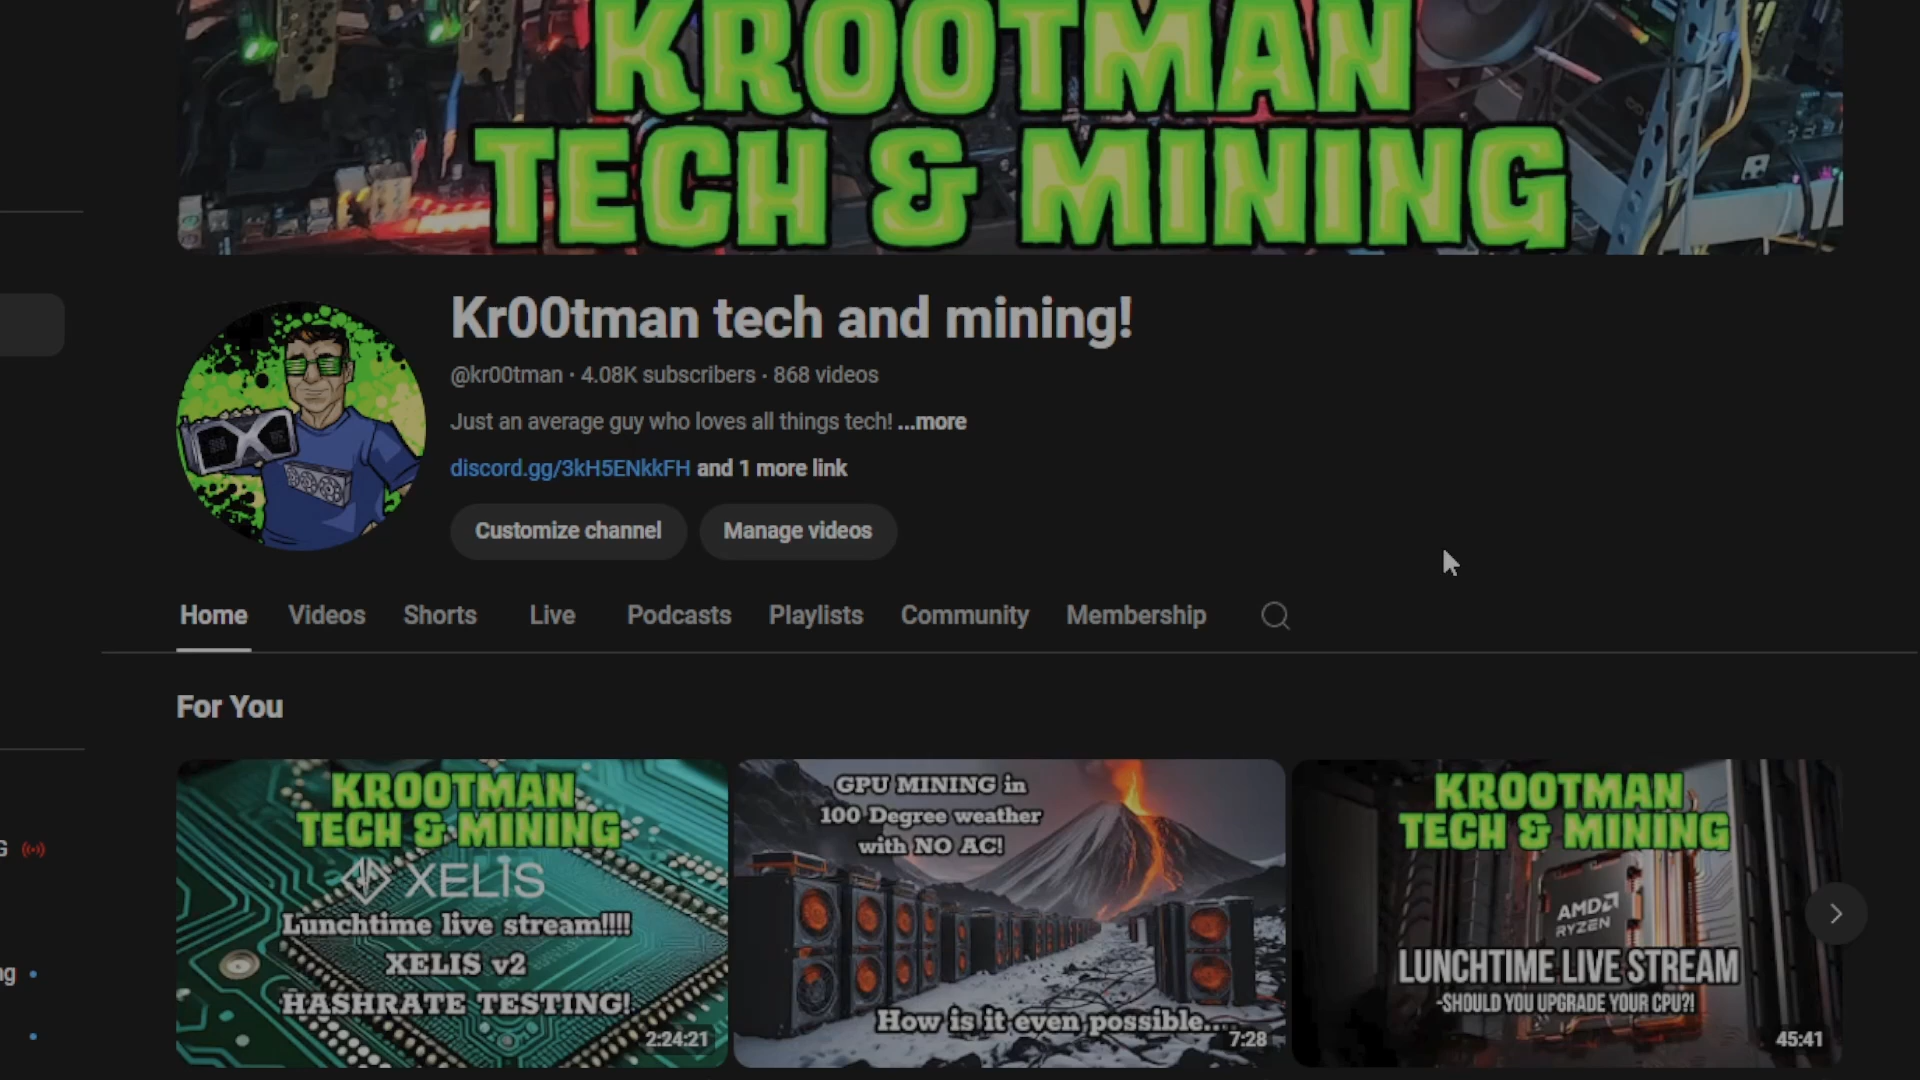 KROOTMAN
TECH & MINING
Kr00tman tech and mining!
@kr00tman · 4.08K subscribers · 868 videos
Just an average guy who loves all things tech! ...more
discord.gg/3kH5ENkkFH and 1 more link
Customize channel
Manage videos
Home
Videos
Shorts
Live
Podcasts
Playlists
Community
Membership
For You
KROOTMAN
TECH & MINING
XELIS
Lunchtime live stream!!!!
XELIS v2
HASHRATE TESTING!
2:24:21
GPU MINING in
100 Degree weather
with NO AC!
How is it even possible...
7:28
KROOTMAN
TECH & MINING
AMD
RYZEN
LUNCHTIME LIVE STREAM
-SHOULD YOU UPGRADE YOUR CPU?!
45:41